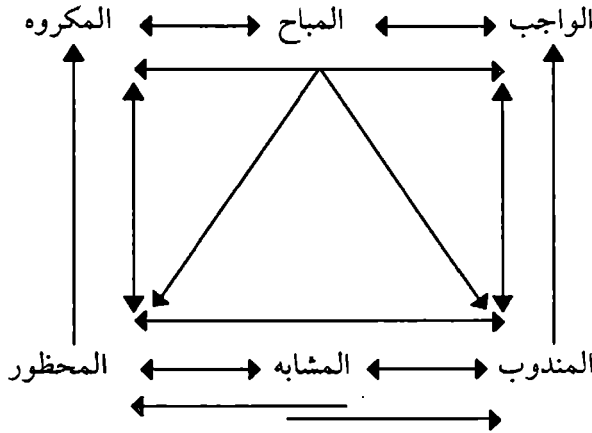 الواجب المباح المكروه
المندوب المشابه المحظور